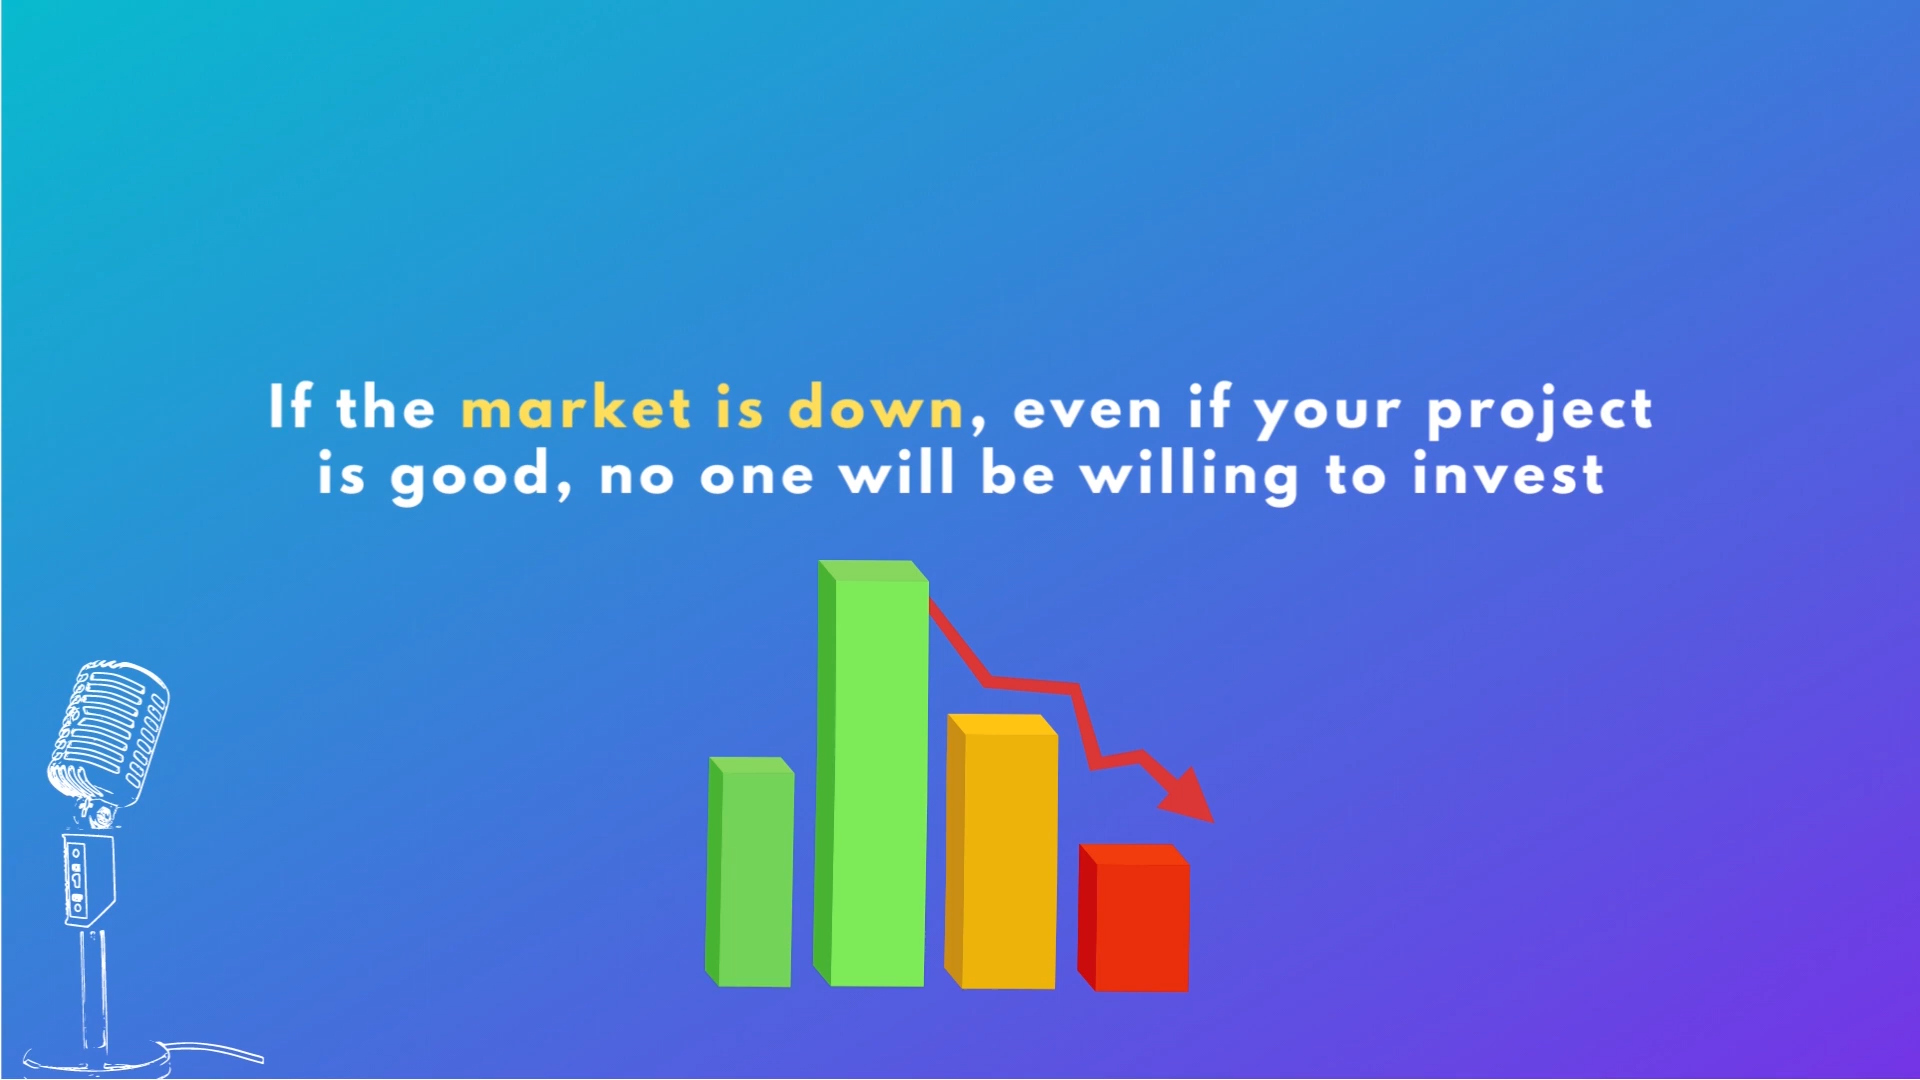 If the market is down, even if your project
is good, no one will be willing to invest